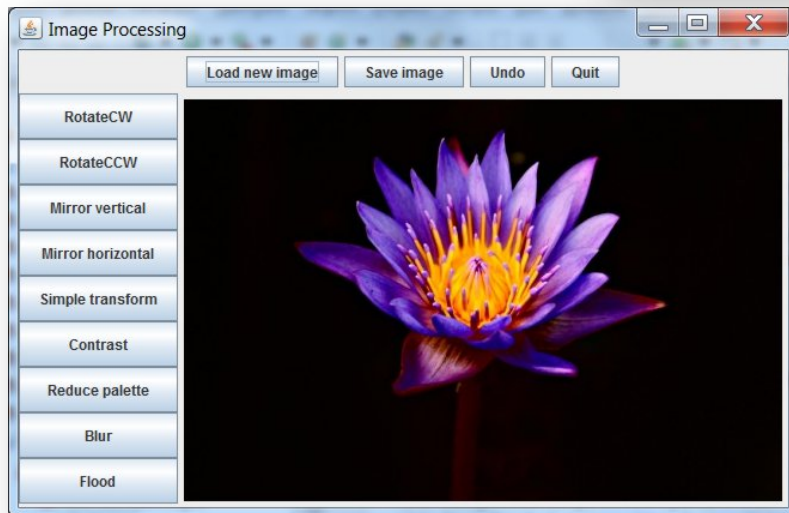 Image Processing
Load new image Save image Undo Quit
RotateCW
RotateCCW
Mirror vertical
Mirror horizontal
Simple transform
Contrast
Reduce palette
Blur
Flood